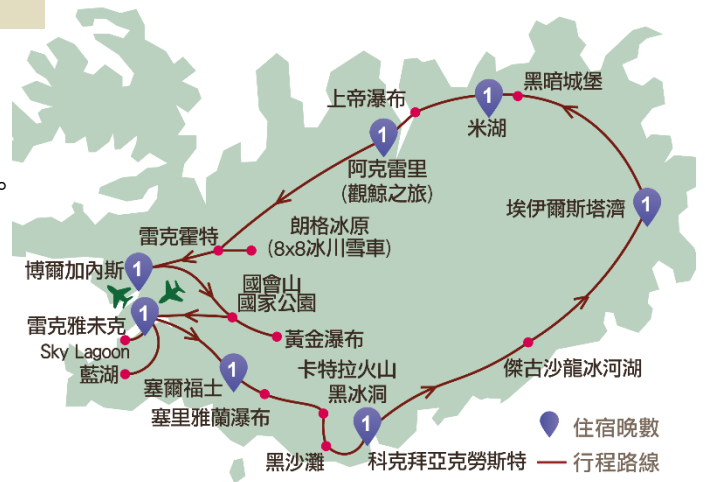 黑暗城堡
上帝瀑布
1
米湖
1
阿克雷里
(觀鯨之旅)
。
1
埃伊爾斯塔濟
朗格冰原
(8x8冰川雪車)
雷克霍特
1
博爾加內斯
國會山
國家公園
1
雷克雅未克
Sky Lagoon
藍湖
黃金瀑布
卡特拉火山
黑冰洞
傑古沙龍冰河湖
1
塞爾福士
塞里雅蘭瀑布
1
黑沙灘
科克拜亞克勞斯特
住宿晚數
行程路線